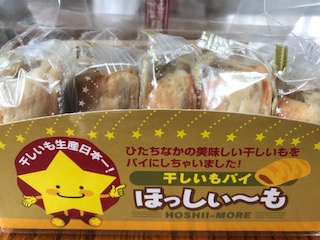 干しいも生産日本一!
ひたちなかの美味しい干しいもを
パイにしちゃいました!
干しいもパイ
ほっしぃ〜も
HOSHII-MORE